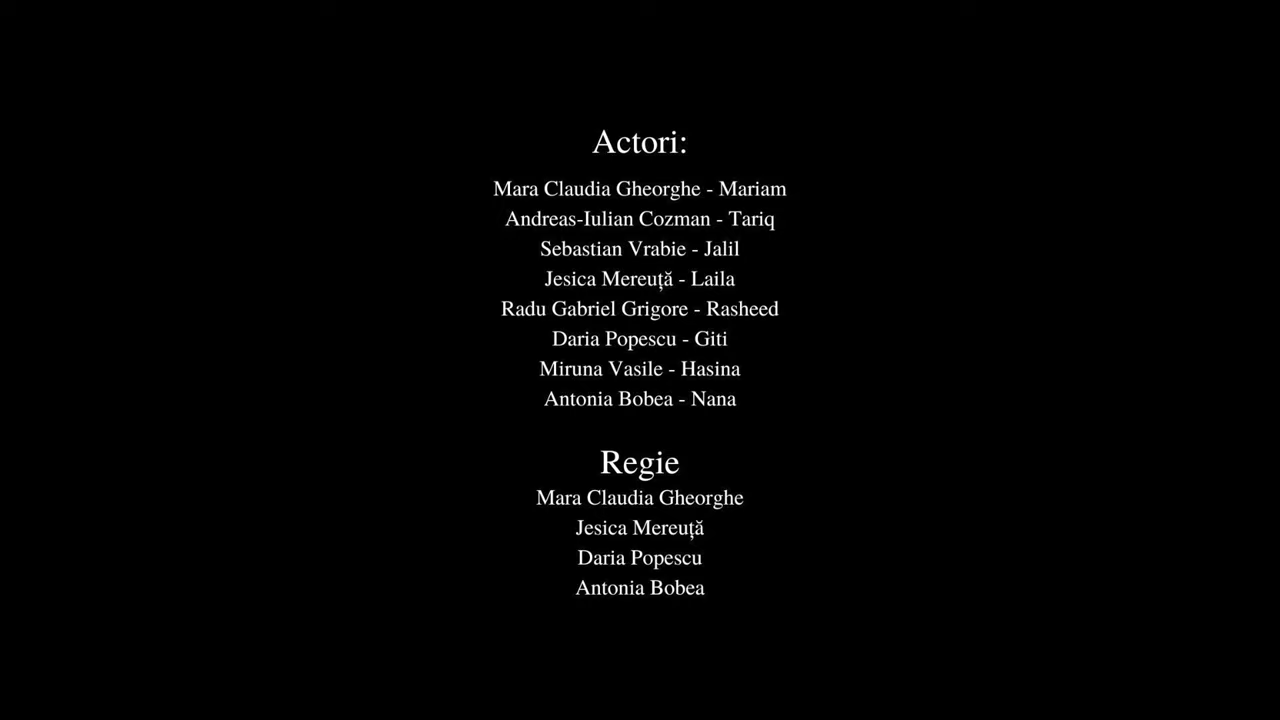 Actori:
Mara Claudia Gheorghe - Mariam
Andreas-Iulian Cozman - Tariq
Sebastian Vrabie - Jalil
Jesica Mereuță - Laila
Radu Gabriel Grigore - Rasheed
Daria Popescu - Giti
Miruna Vasile - Hasina
Antonia Bobea - Nana
Regie
Mara Claudia Gheorghe
Jesica Mereuță
Daria Popescu
Antonia Bobea